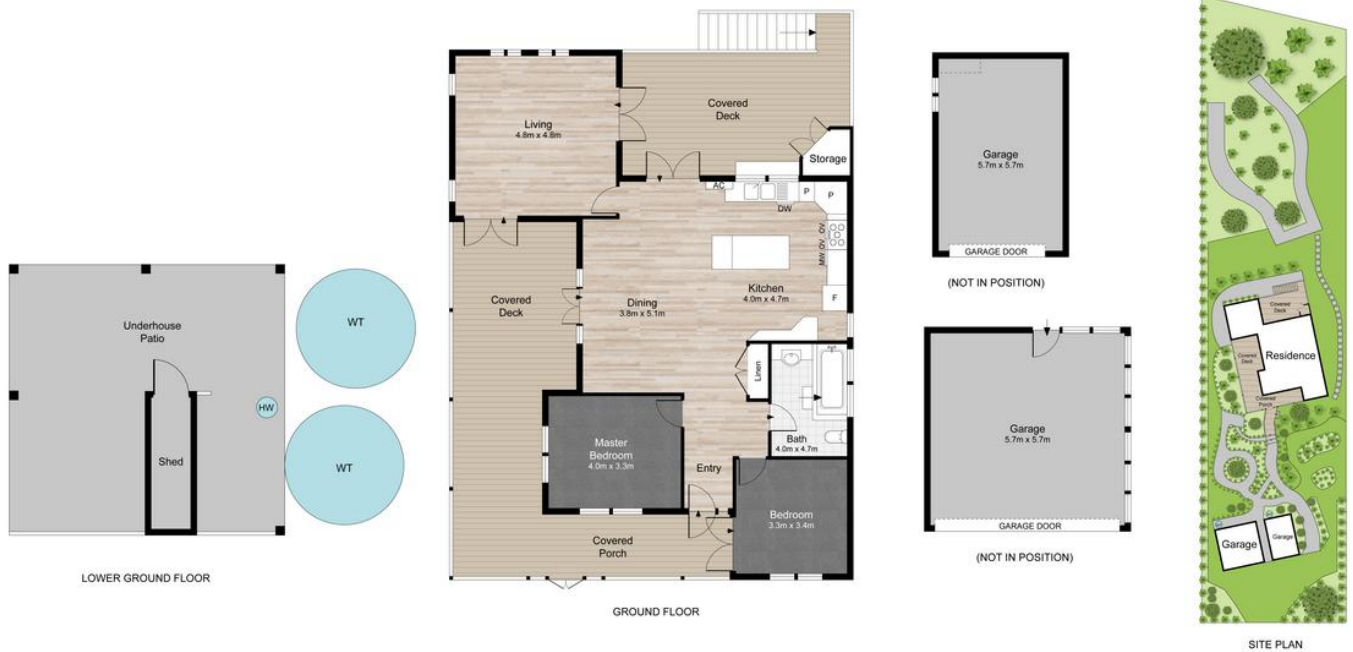 Underhouse
Patio
Shed
HW
WT
WT
LOWER GROUND FLOOR
Living
4.8m x 4.8m
Covered
Deck
Storage
AC
DW
P
P
MW OV OV
F
Kitchen
4.0m x 4.7m
Dining
3.8m x 5.1m
Covered
Deck
Linen
Bath
4.0m x 4.7m
Master
Bedroom
4.0m x 3.3m
Entry
Bedroom
3.3m x 3.4m
Covered
Porch
GROUND FLOOR
Garage
5.7m x 5.7m
GARAGE DOOR
(NOT IN POSITION)
Garage
5.7m x 5.7m
GARAGE DOOR
(NOT IN POSITION)
Covered
Deck
Residence
Covered
Deck
Covered
Porch
Garage
Garage
SITE PLAN